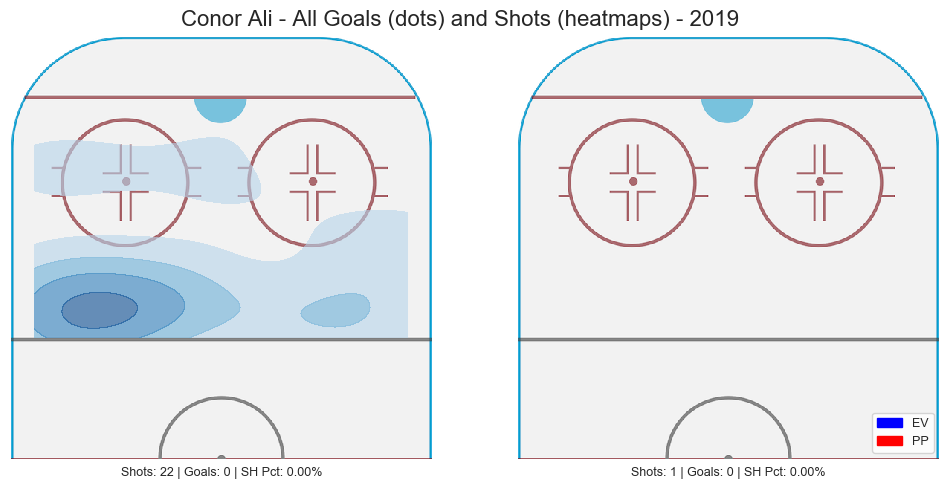 Conor Ali - All Goals (dots) and Shots (heatmaps) - 2019
EV
PP
Shots: 22 | Goals: 0 | SH Pct: 0.00%
Shots: 1 | Goals: 0 | SH Pct: 0.00%